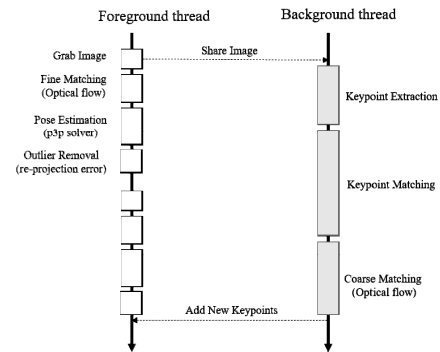 Foreground thread
Background thread
Grab Image
Share Image
Fine Matching
(Optical flow)
Keypoint Extraction
Pose Estimation
(p3p solver)
Outlier Removal
(re-projection error)
Keypoint Matching
Coarse Matching
(Optical flow)
Add New Keypoints